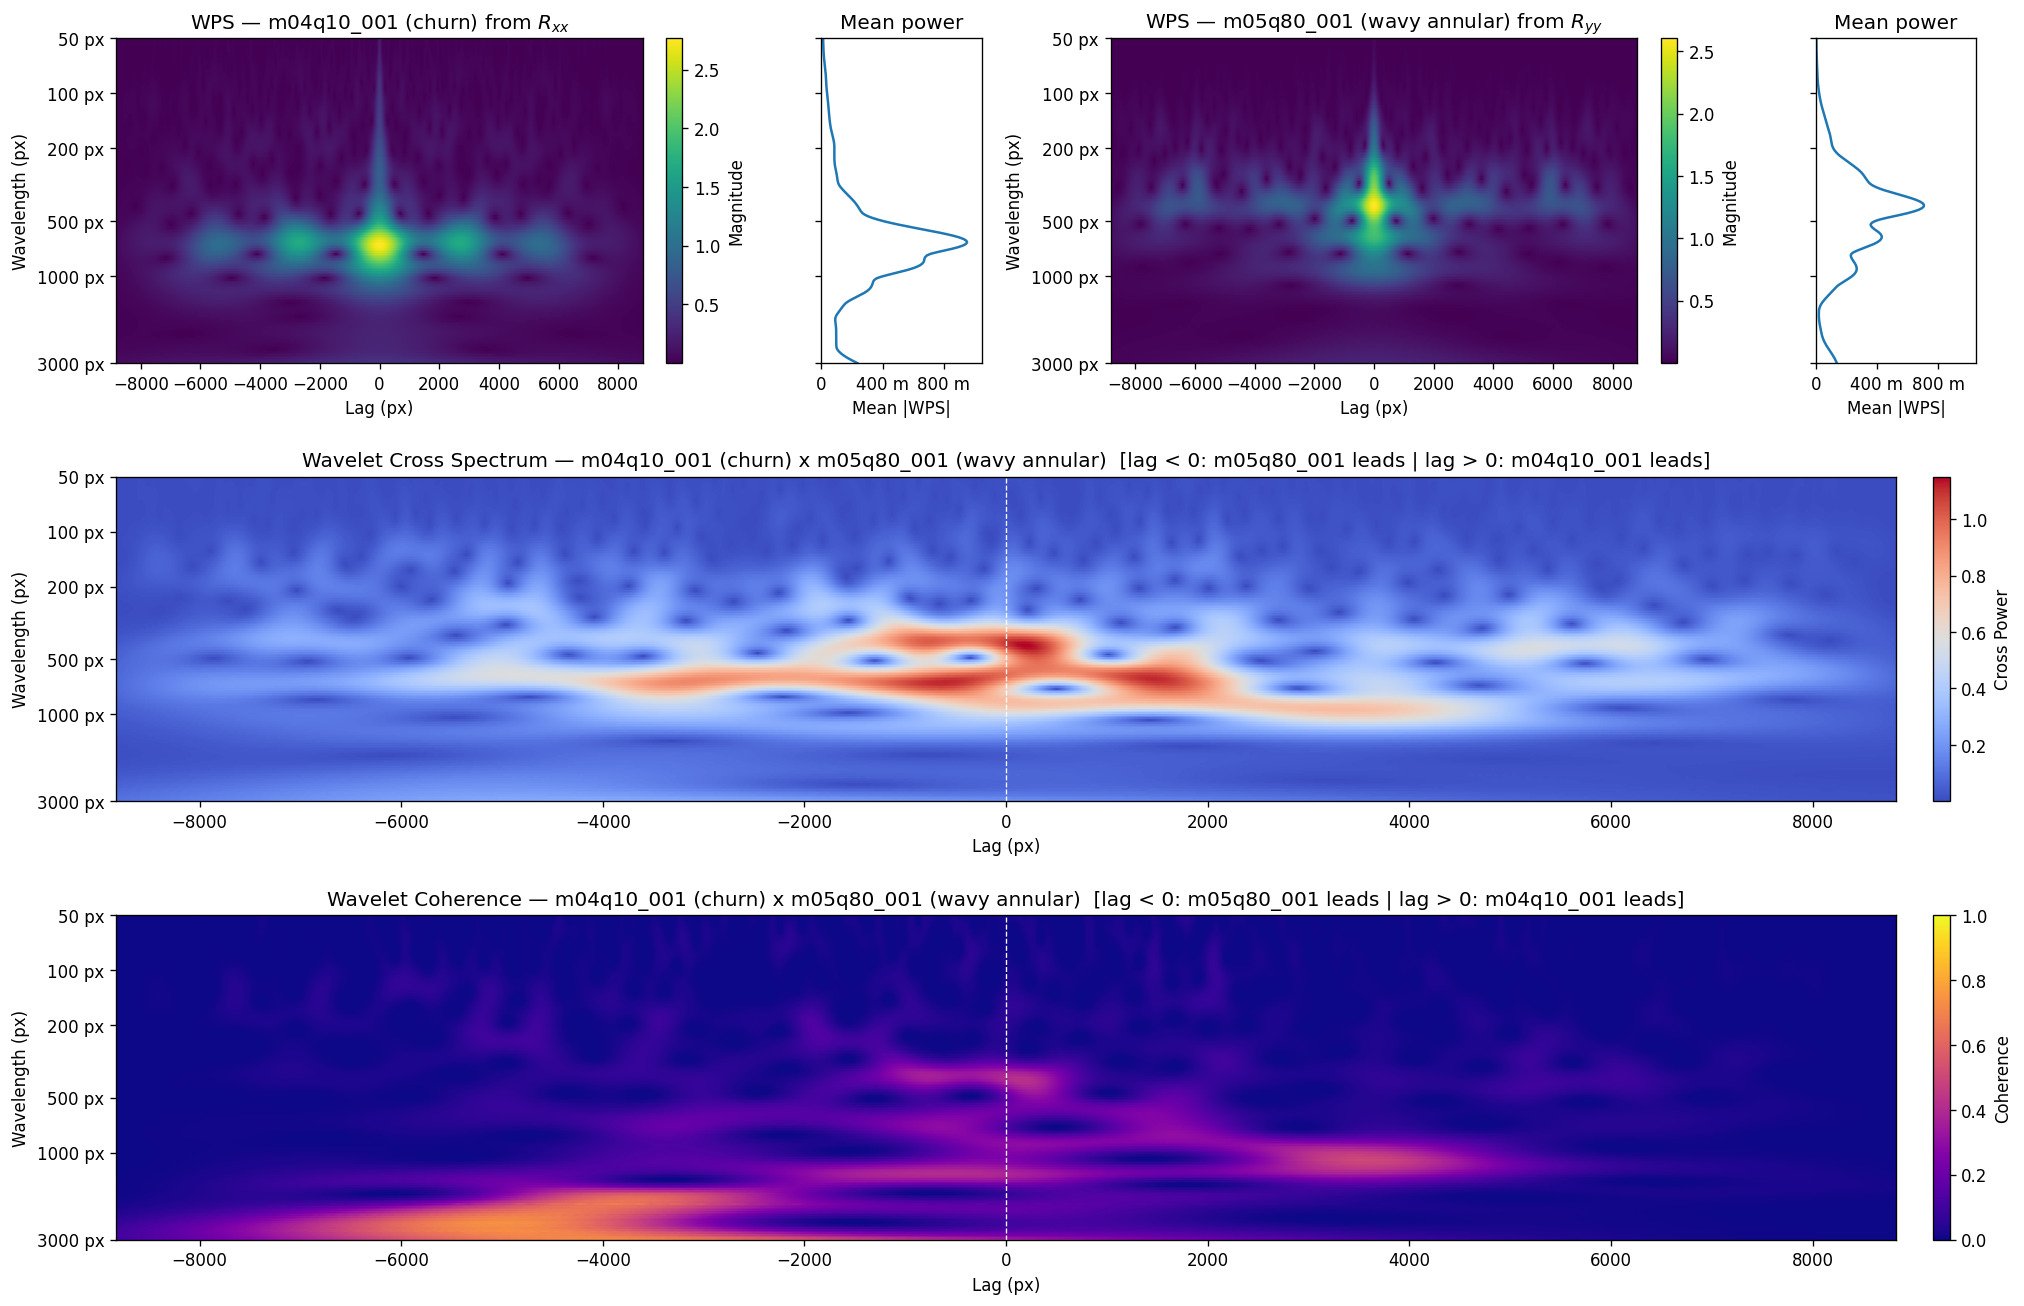 WPS — m04q10_001 (churn) from Rxx
Mean power
WPS — m05q80_001 (wavy annular) from Ryy
Mean power
Wavelength (px)
50 px
100 px
200 px
500 px
1000 px
3000 px
−8000 −6000 −4000 −2000 0 2000 4000 6000 8000
Lag (px)
2.5
2.0
1.5
1.0
0.5
Magnitude
0 400 m 800 m
Mean |WPS|
Wavelength (px)
50 px
100 px
200 px
500 px
1000 px
3000 px
−8000 −6000 −4000 −2000 0 2000 4000 6000 8000
Lag (px)
2.5
2.0
1.5
1.0
0.5
Magnitude
0 400 m 800 m
Mean |WPS|
Wavelet Cross Spectrum — m04q10_001 (churn) x m05q80_001 (wavy annular) [lag < 0: m05q80_001 leads | lag > 0: m04q10_001 leads]
Wavelength (px)
50 px
100 px
200 px
500 px
1000 px
3000 px
−8000 −6000 −4000 −2000 0 2000 4000 6000 8000
Lag (px)
1.0
0.8
0.6
0.4
0.2
Cross Power
Wavelet Coherence — m04q10_001 (churn) x m05q80_001 (wavy annular) [lag < 0: m05q80_001 leads | lag > 0: m04q10_001 leads]
Wavelength (px)
50 px
100 px
200 px
500 px
1000 px
3000 px
−8000 −6000 −4000 −2000 0 2000 4000 6000 8000
Lag (px)
1.0
0.8
0.6
0.4
0.2
0.0
Coherence